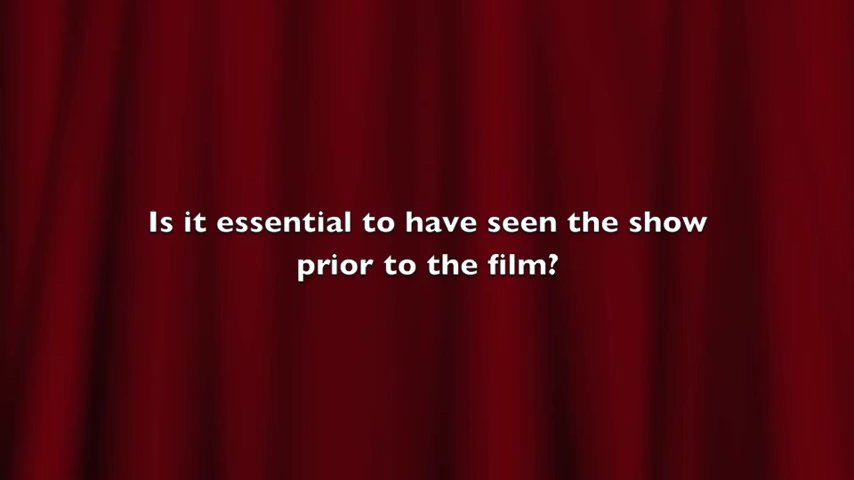 Is it essential to have seen the show
prior to the film?